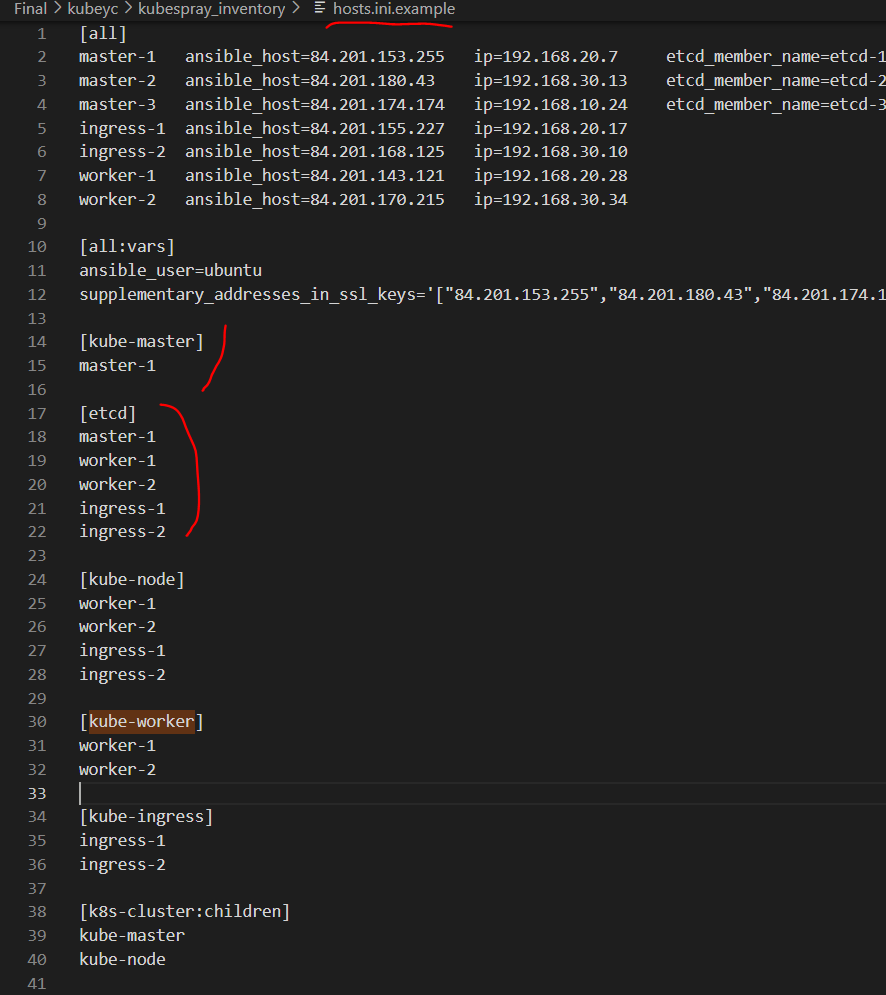 Final > kubeyc > kubespray_inventory > hosts.ini.example
1 [all]
2 master-1 ansible_host=84.201.153.255 ip=192.168.20.7 etcd_member_name=etcd-1
3 master-2 ansible_host=84.201.180.43 ip=192.168.30.13 etcd_member_name=etcd-2
4 master-3 ansible_host=84.201.174.174 ip=192.168.10.24 etcd_member_name=etcd-3
5 ingress-1 ansible_host=84.201.155.227 ip=192.168.20.17
6 ingress-2 ansible_host=84.201.168.125 ip=192.168.30.10
7 worker-1 ansible_host=84.201.143.121 ip=192.168.20.28
8 worker-2 ansible_host=84.201.170.215 ip=192.168.30.34
9
10 [all:vars]
11 ansible_user=ubuntu
12 supplementary_addresses_in_ssl_keys='["84.201.153.255","84.201.180.43","84.201.174.1
13
14 [kube-master]
15 master-1
16
17 [etcd]
18 master-1
19 worker-1
20 worker-2
21 ingress-1
22 ingress-2
23
24 [kube-node]
25 worker-1
26 worker-2
27 ingress-1
28 ingress-2
29
30 [kube-worker]
31 worker-1
32 worker-2
33
34 [kube-ingress]
35 ingress-1
36 ingress-2
37
38 [k8s-cluster:children]
39 kube-master
40 kube-node
41